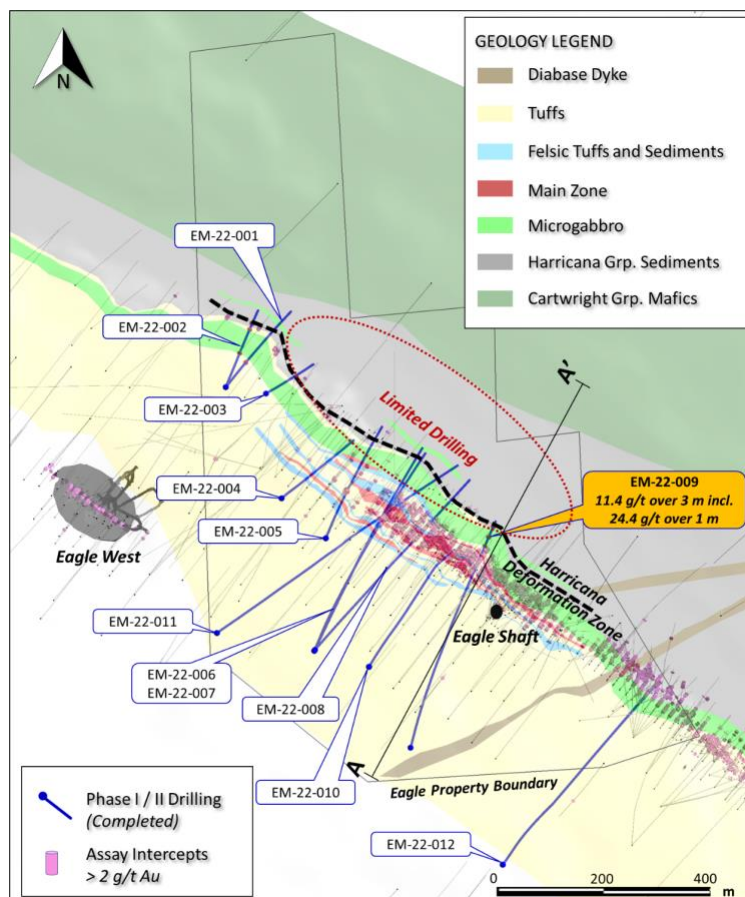 N
GEOLOGY LEGEND
Diabase Dyke
Tuffs
Felsic Tuffs and Sediments
Main Zone
Microgabbro
Harricana Grp. Sediments
Cartwright Grp. Mafics
EM-22-001
EM-22-002
EM-22-003
Limited Drilling
A'
EM-22-004
EM-22-009
11.4 g/t over 3 m incl.
24.4 g/t over 1 m
EM-22-005
Eagle West
Harricana
Deformation Zone
Eagle Shaft
EM-22-011
EM-22-006
EM-22-007
EM-22-008
A
EM-22-010
Eagle Property Boundary
EM-22-012
Phase I / II Drilling
(Completed)
Assay Intercepts
> 2 g/t Au
0 200 400
m